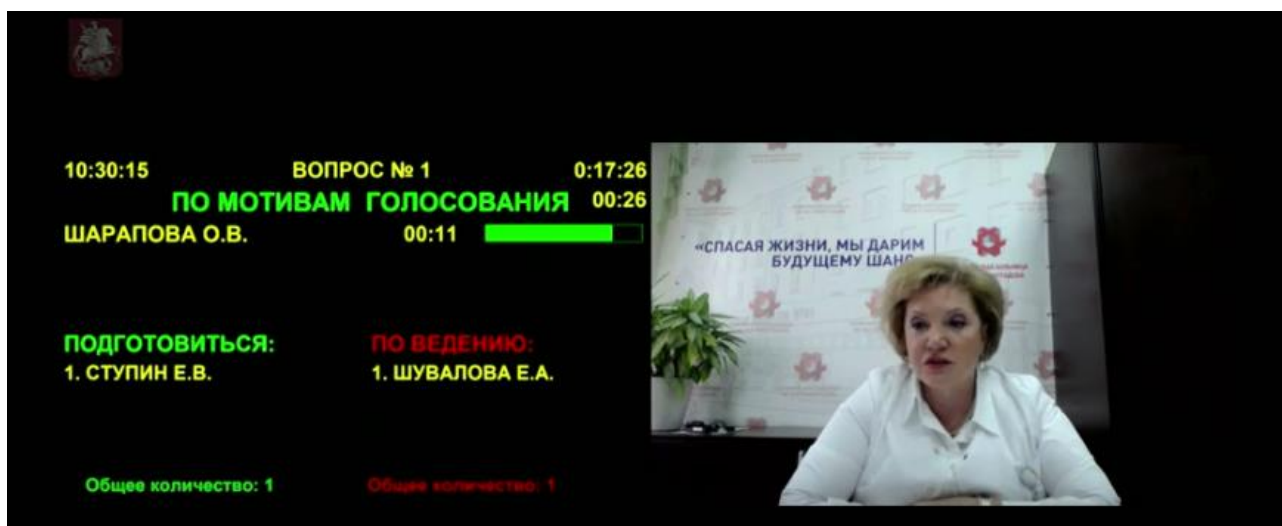 10:30:15 ВОПРОС № 1 0:17:26
ПО МОТИВАМ ГОЛОСОВАНИЯ 00:26
ШАРАПОВА О.В. 00:11
ПОДГОТОВИТЬСЯ: ПО ВЕДЕНИЮ:
1. СТУПИН Е.В. 1. ШУВАЛОВА Е.А.
Общее количество: 1 Общее количество: 1
«СПАСАЯ ЖИЗНИ, МЫ ДАРИМ
БУДУЩЕМУ